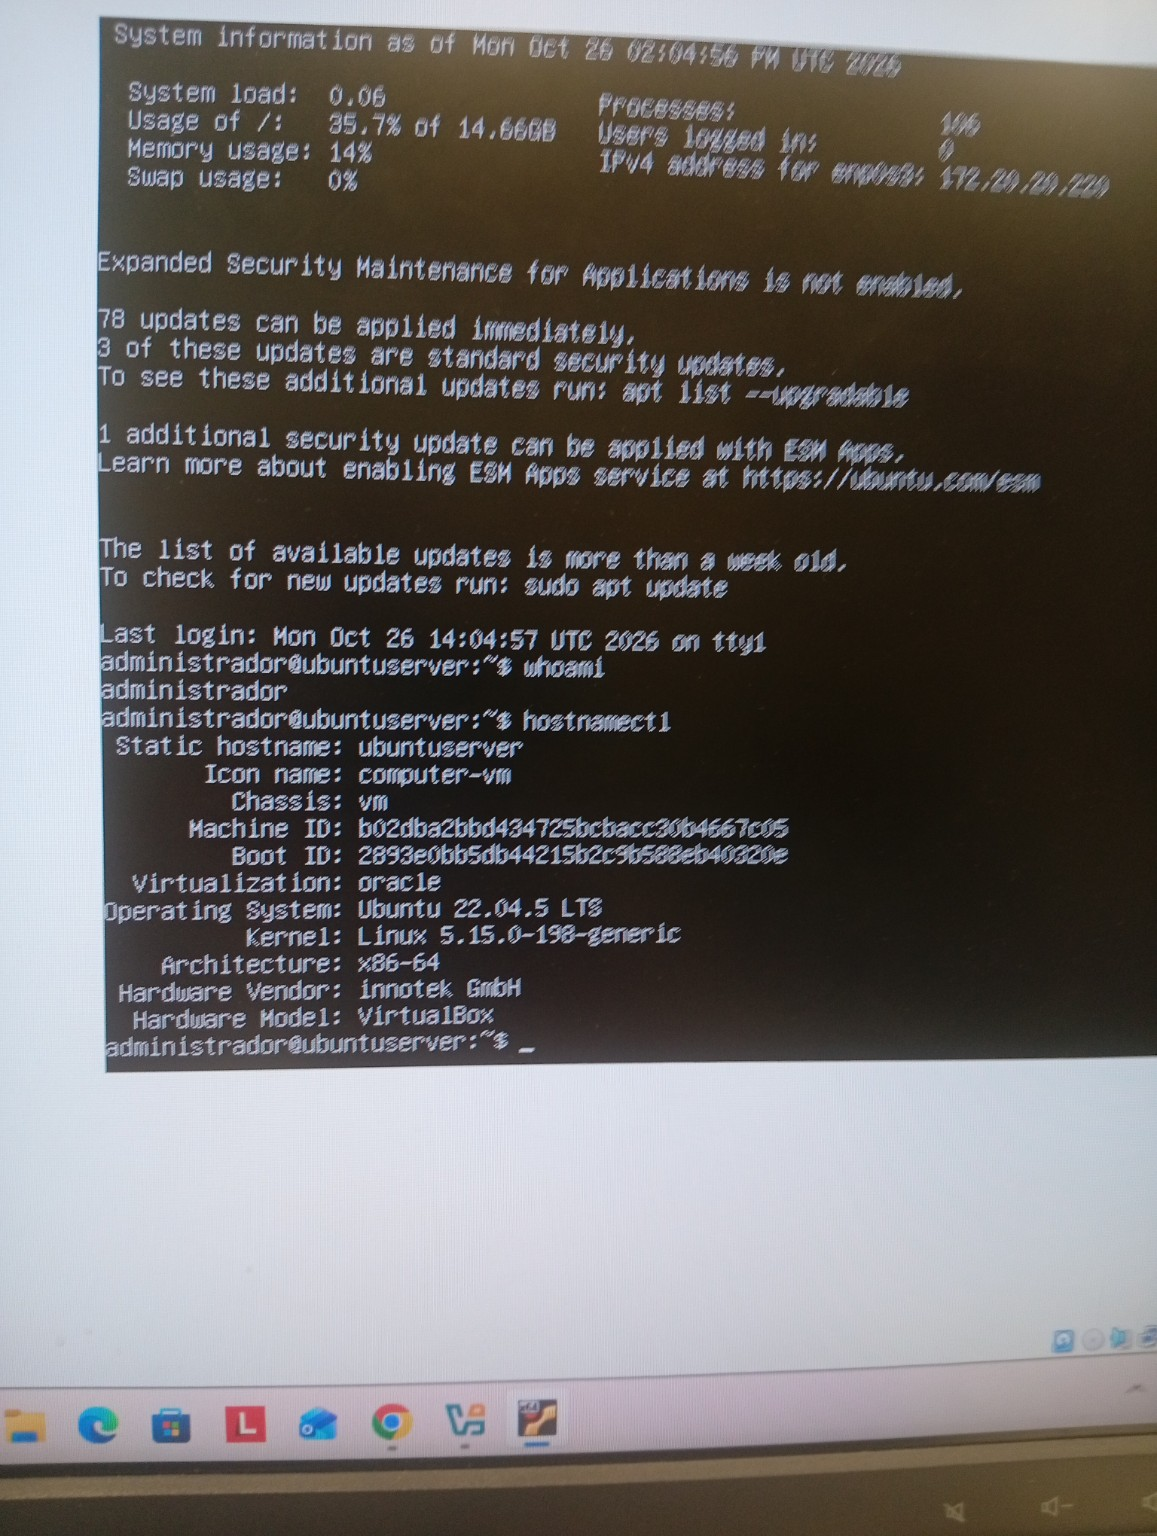 System information as of Mon Oct 26 02:04:56 PM UTC 2026
System load: 0.06 Processes: 106
Usage of /: 35.7% of 14.66GB Users logged in: 0
Memory usage: 14% IPv4 address for enp0s3:
Swap usage: 0%
Expanded Security Maintenance for Applications is not enabled.
78 updates can be applied immediately.
3 of these updates are standard security updates.
To see these additional updates run: apt list --upgradable
1 additional security update can be applied with ESM Apps.
Learn more about enabling ESM Apps service at https://ubuntu.com/esm
The list of available updates is more than a week old.
To check for new updates run: sudo apt update
Last login: Mon Oct 26 14:04:57 UTC 2026 on tty1
administrador@ubuntuserver:~$ whoami
administrador
administrador@ubuntuserver:~$ hostnamectl
Static hostname: ubuntuserver
Icon name: computer-vm
Chassis: vm
Machine ID: b02dba2bbd434725bcbacc30b4667c05
Boot ID: 2893e0bb5db44215b2c9b588eb40320e
Virtualization: oracle
Operating System: Ubuntu 22.04.5 LTS
Kernel: Linux 5.15.0-198-generic
Architecture: x86-64
Hardware Vendor: innotek GmbH
Hardware Model: VirtualBox
administrador@ubuntuserver:~$ _
L
x64